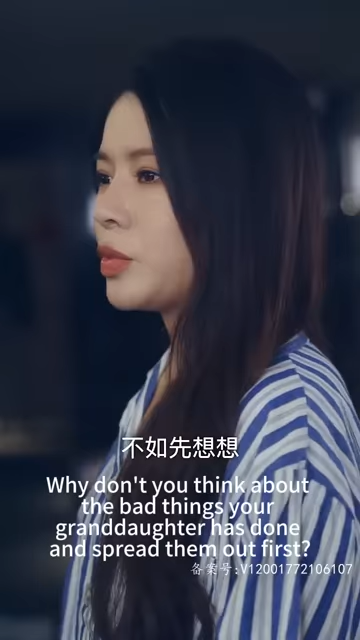 不如先想想
Why don't you think about
the bad things your
granddaughter has done
and spread them out first?
备案号:V12001772106107